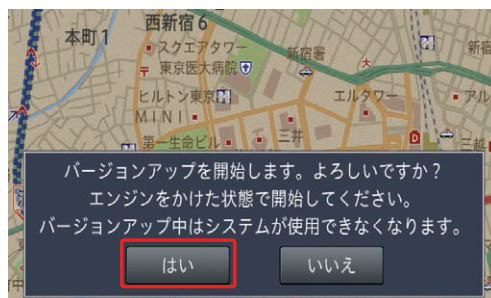 西新宿6
本町1
スクエアタワー
新宿署
東京医大病院
ヒルトン東京
エルタワー
アル
MINI
第一生命ビル
三井
三越
バージョンアップを開始します。よろしいですか？
エンジンをかけた状態で開始してください。
バージョンアップ中はシステムが使用できなくなります。
はい
いいえ